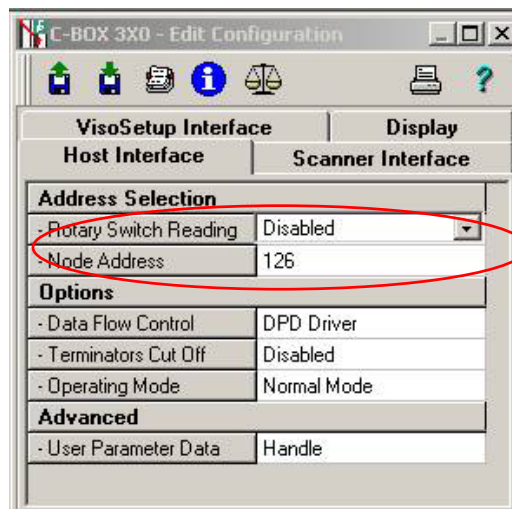 C-BOX 3X0 - Edit Configuration
VisoSetup Interface Display
Host Interface Scanner Interface
Address Selection
- Rotary Switch Reading Disabled
- Node Address 126
Options
- Data Flow Control DPD Driver
- Terminators Cut Off Disabled
- Operating Mode Normal Mode
Advanced
- User Parameter Data Handle